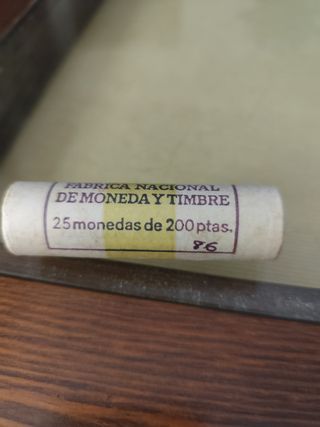 FABRICA NACIONAL
DE MONEDA Y TIMBRE
25 monedas de 200 ptas.
86